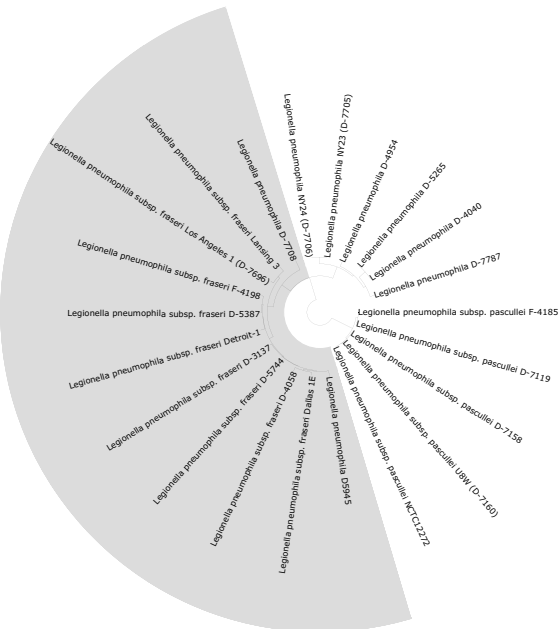 Legionella pneumophila NY24 (D-7706)
Legionella pneumophila NY23 (D-7705)
Legionella pneumophila D-4954
Legionella pneumophila D-5265
Legionella pneumophila D-4040
Legionella pneumophila D-7787
Legionella pneumophila subsp. pascullei F-4185
Legionella pneumophila subsp. pascullei D-7119
Legionella pneumophila subsp. pascullei D-7158
Legionella pneumophila subsp. pascullei U8W (D-7160)
Legionella pneumophila subsp. pascullei NCTC12272
Legionella pneumophila D5945
Legionella pneumophila subsp. fraseri Dallas 1E
Legionella pneumophila subsp. fraseri D-4058
Legionella pneumophila subsp. fraseri D-5744
Legionella pneumophila subsp. fraseri D-3137
Legionella pneumophila subsp. fraseri Detroit-1
Legionella pneumophila subsp. fraseri D-5387
Legionella pneumophila subsp. fraseri F-4198
Legionella pneumophila subsp. fraseri Los Angeles 1 (D-7696)
Legionella pneumophila subsp. fraseri Lansing 3
Legionella pneumophila D-7708